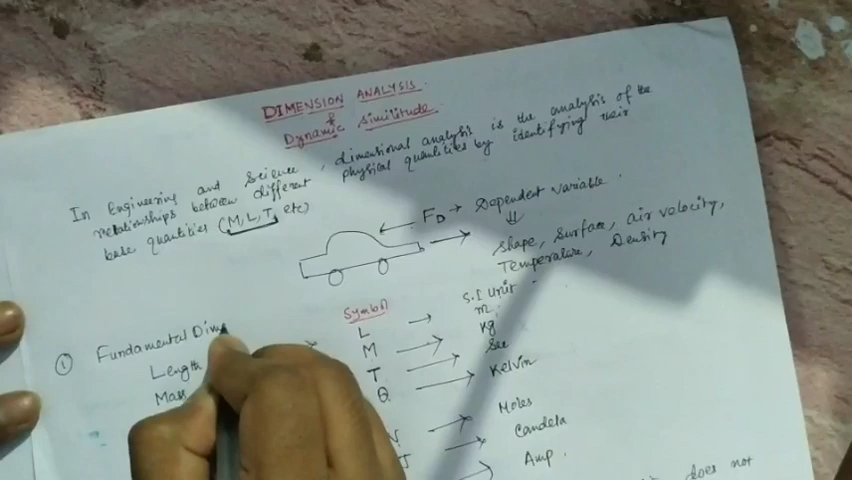 DIMENSION ANALYSIS
&
Dynamic Similitude
In Engineering and Science, dimensional analysis is the analysis of the
relationships between different physical quantities by identifying their
base quantities (M, L, T, etc)
FD → Dependent variable.
⇓
shape, Surface, air velocity,
Temperature, Density
Symbol S.I Unit
① Fundamental Dim
Length → L → m.
Mass M → Kg
T → Sec
Q → Kelvin
→ Moles
→ Candela
→ Amp.
does not